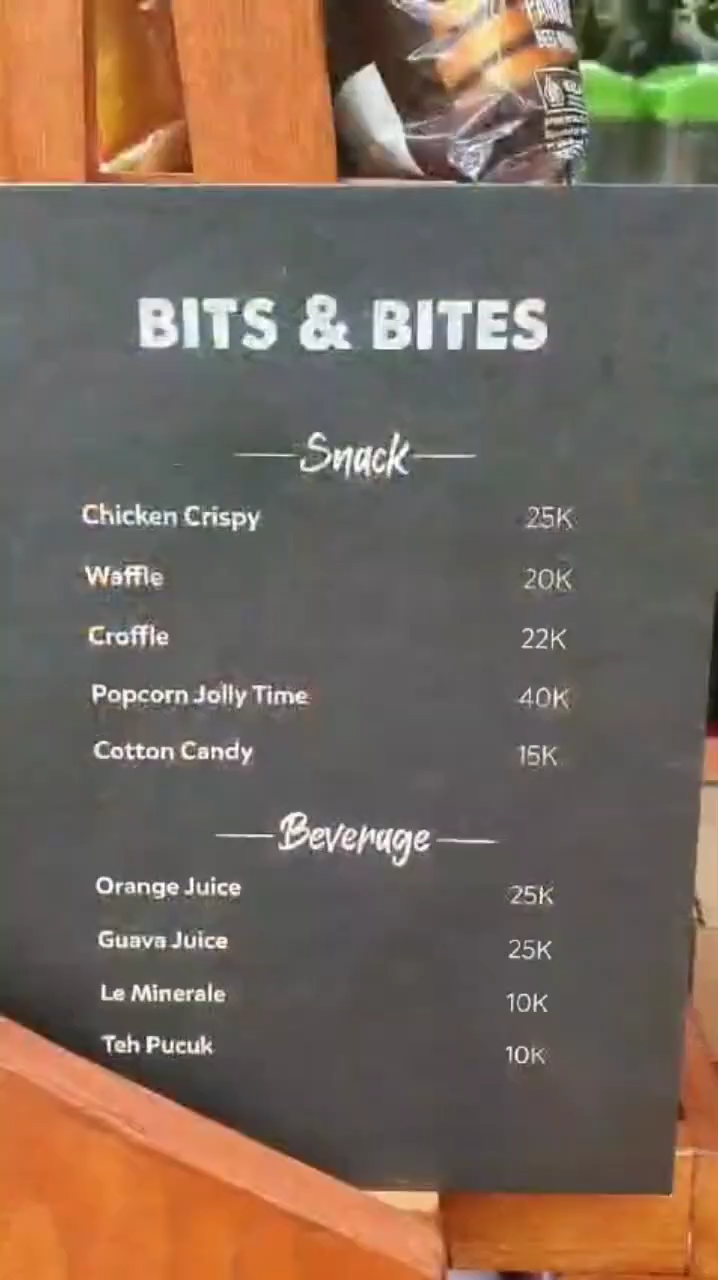 BITS & BITES
Snack
Chicken Crispy 25K
Waffle 20K
Croffle 22K
Popcorn Jolly Time 40K
Cotton Candy 15K
Beverage
Orange Juice 25K
Guava Juice 25K
Le Minerale 10K
Teh Pucuk 10K